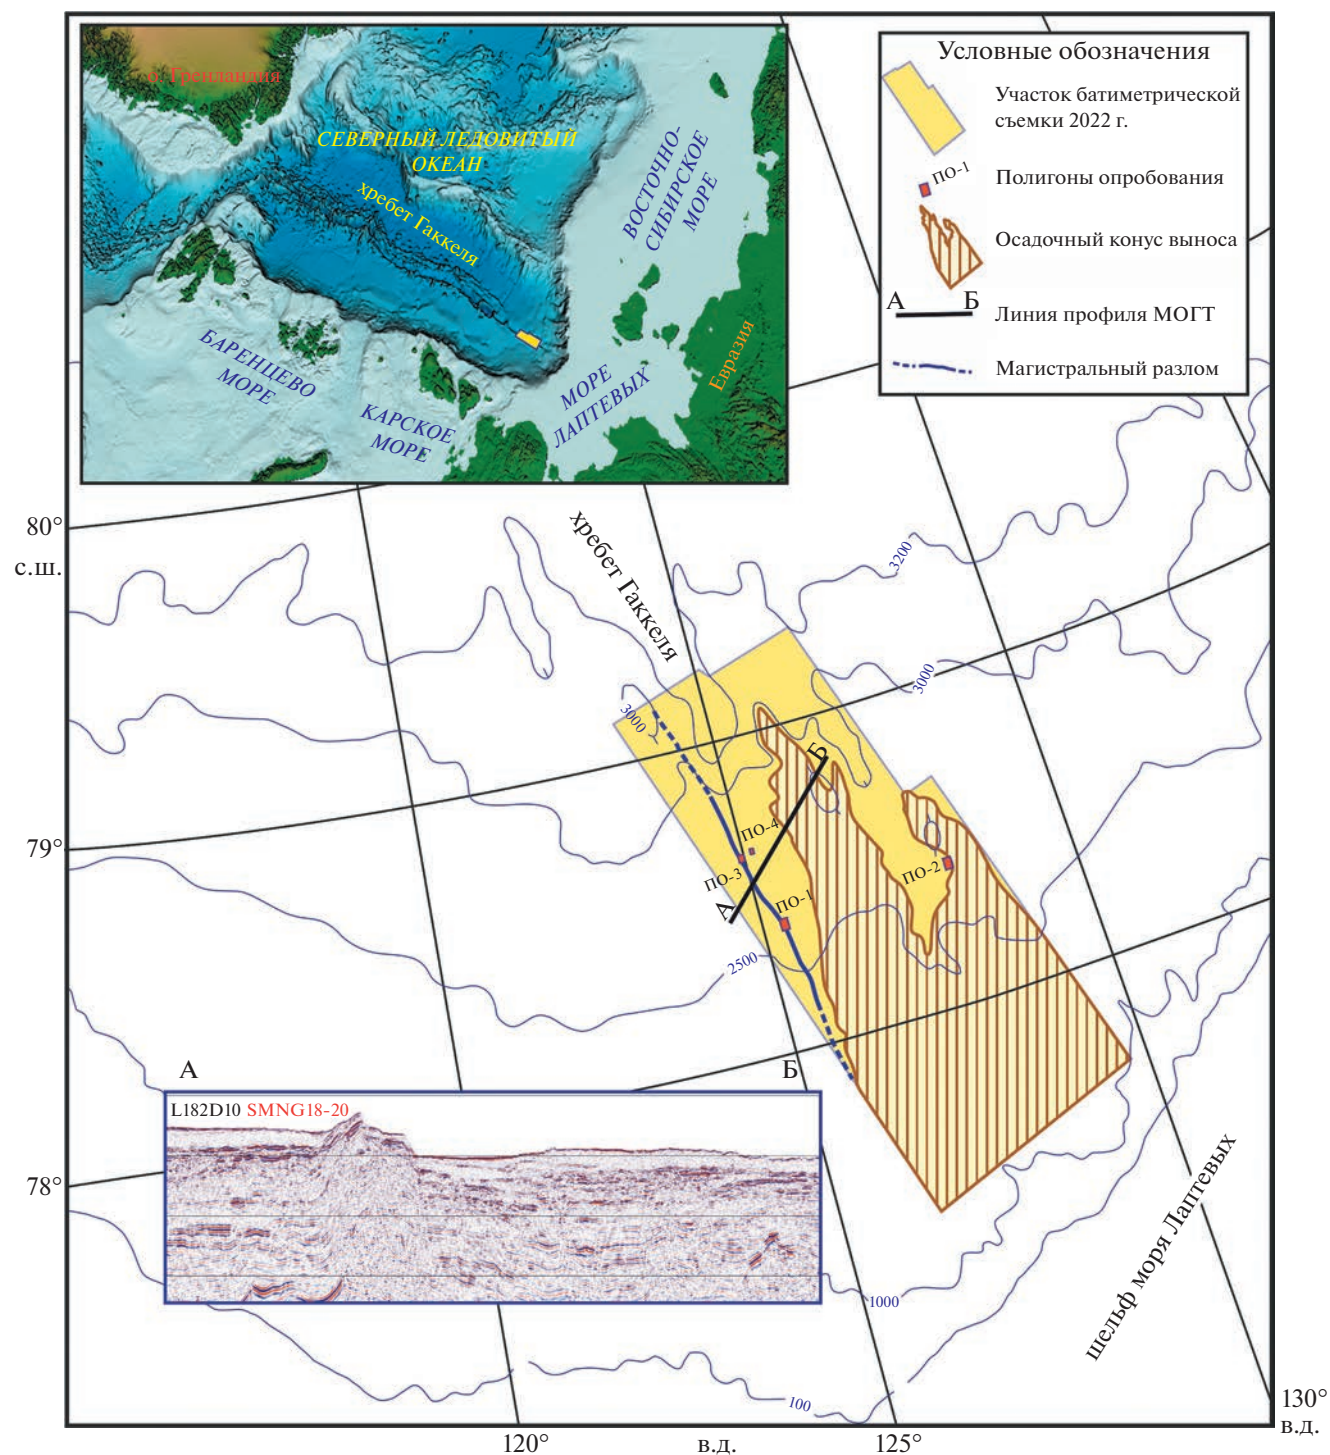 о. Гренландия
СЕВЕРНЫЙ ЛЕДОВИТЫЙ
ОКЕАН
хребет Гаккеля
ВОСТОЧНО-
СИБИРСКОЕ
МОРЕ
БАРЕНЦЕВО
МОРЕ
КАРСКОЕ
МОРЕ
МОРЕ
ЛАПТЕВЫХ
Евразия
Условные обозначения
Участок батиметрической
съемки 2022 г.
ПО-1
Полигоны опробования
Осадочный конус выноса
А Б
Линия профиля МОГТ
Магистральный разлом
80°
с.ш.
79°
78°
хребет Гаккеля
3200
3000
3000
Б
ПО-4
ПО-3
ПО-2
ПО-1
А
2500
А
Б
L182D10 SMNG18-20
1000
100
шельф моря Лаптевых
120°
в.д.
125°
130°
в.д.